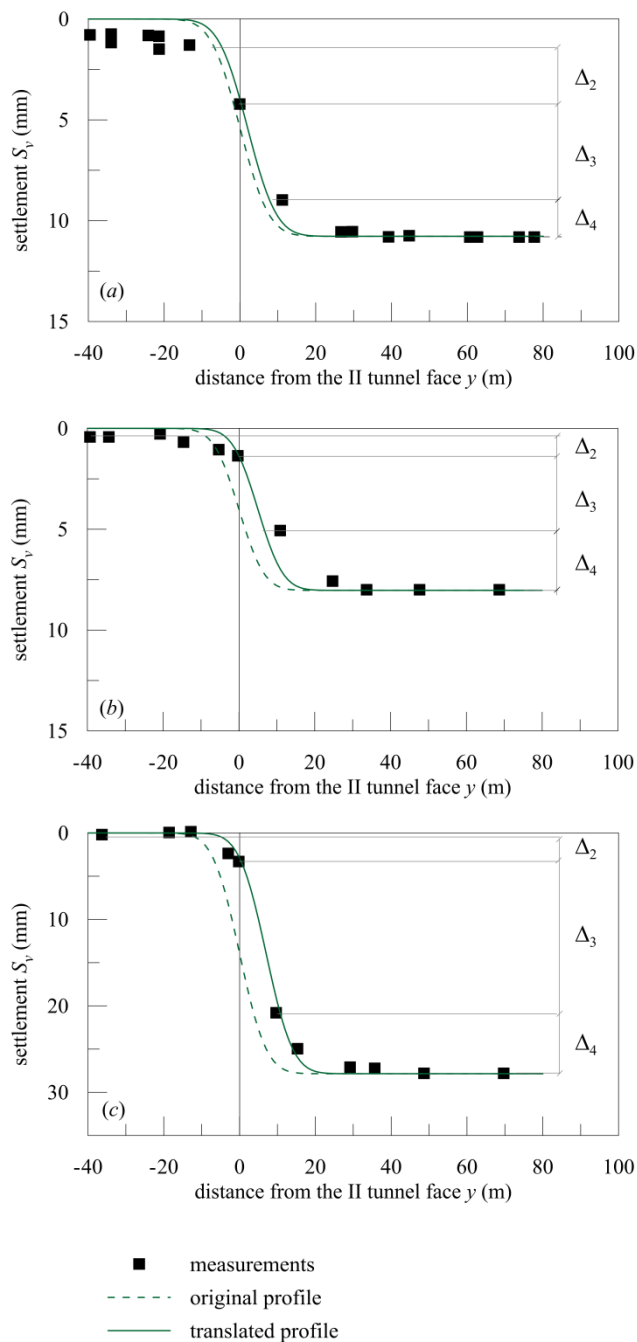 0
5
10
15
settlement Sᵥ (mm)
Δ₂
Δ₃
Δ₄
(a)
-40 -20 0 20 40 60 80 100
distance from the II tunnel face y (m)
0
5
10
15
settlement Sᵥ (mm)
Δ₂
Δ₃
Δ₄
(b)
-40 -20 0 20 40 60 80 100
distance from the II tunnel face y (m)
0
10
20
30
settlement Sᵥ (mm)
Δ₂
Δ₃
Δ₄
(c)
-40 -20 0 20 40 60 80 100
distance from the II tunnel face y (m)
measurements
original profile
translated profile